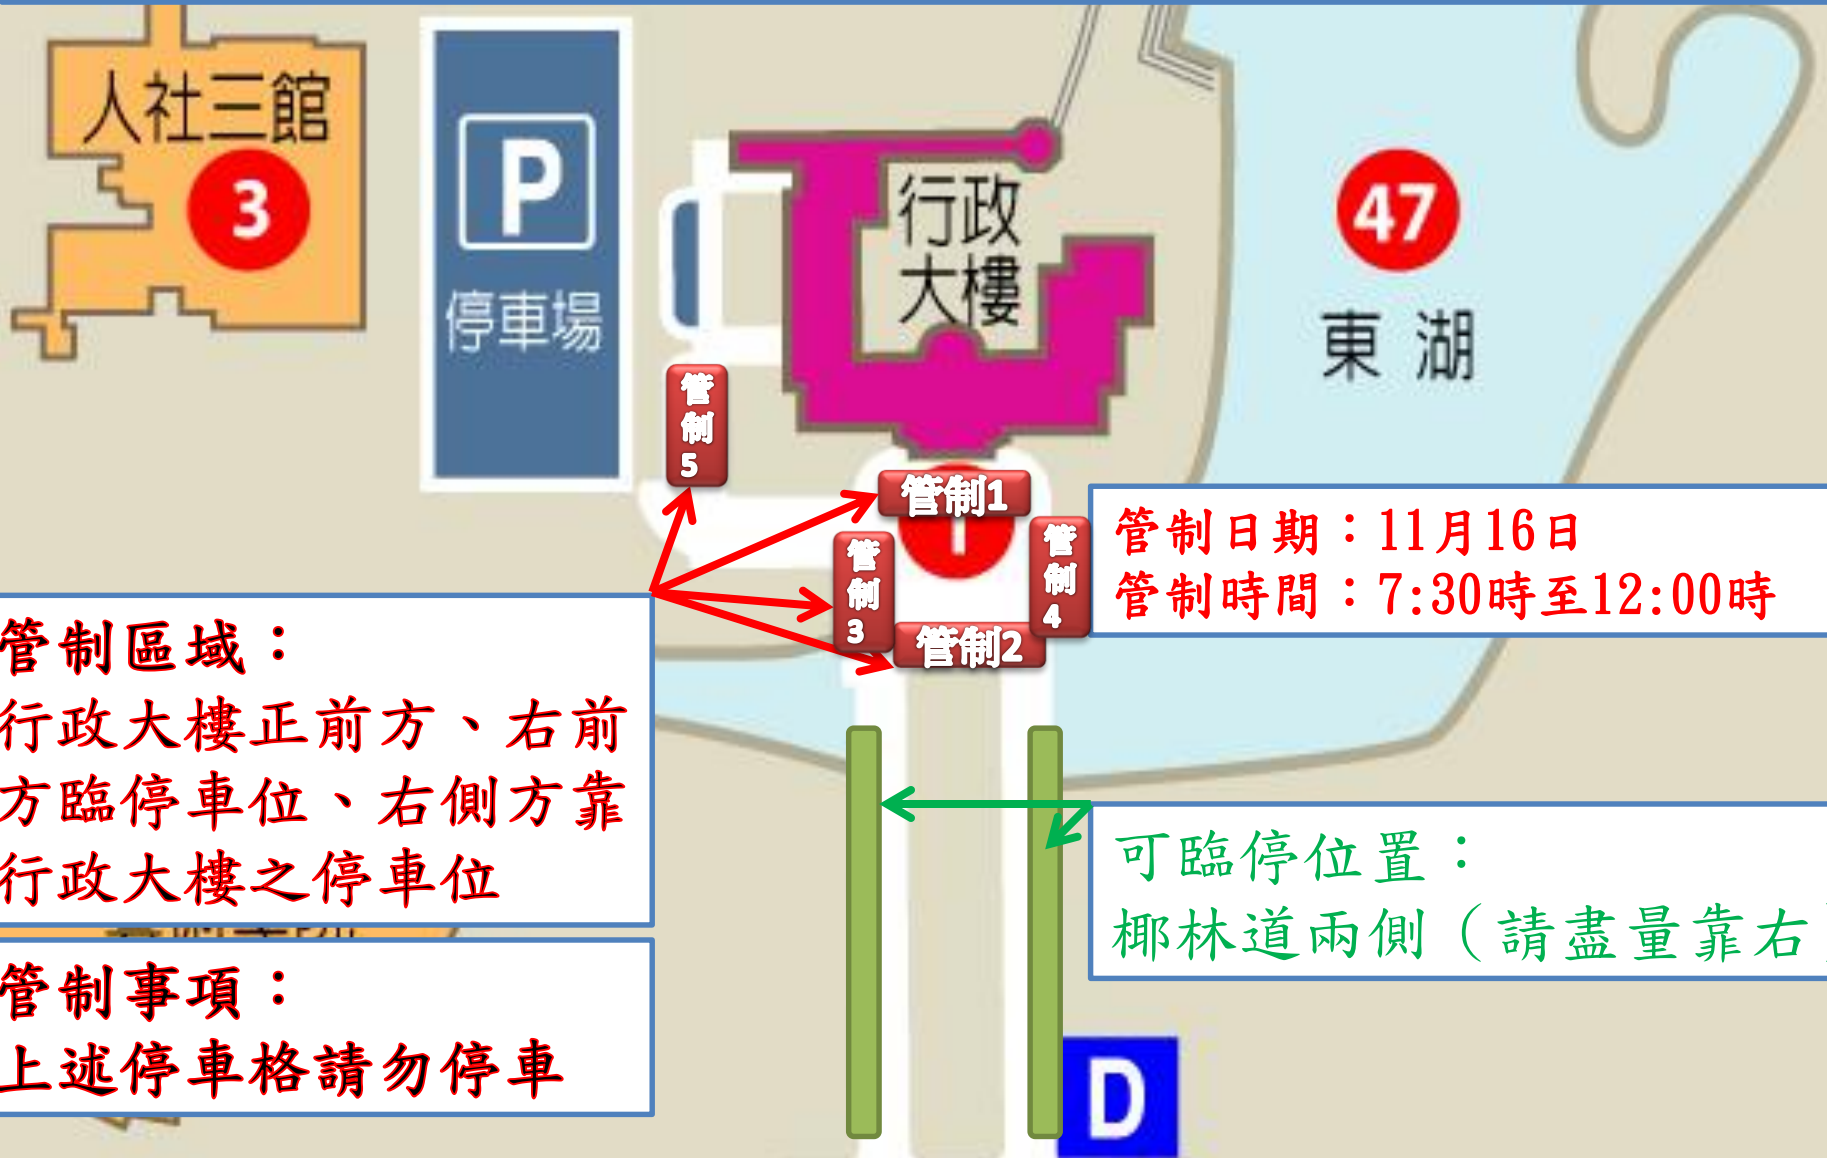 人社三館
3
P
停車場
行政
大樓
47
東湖
管制5
管制1
1
管制3
管制4
管制2
管制日期：11月16日
管制時間：7:30時至12:00時
管制區域：
行政大樓正前方、右前
方臨停車位、右側方靠
行政大樓之停車位
可臨停位置：
椰林道兩側（請盡量靠右）
管制事項：
上述停車格請勿停車
D